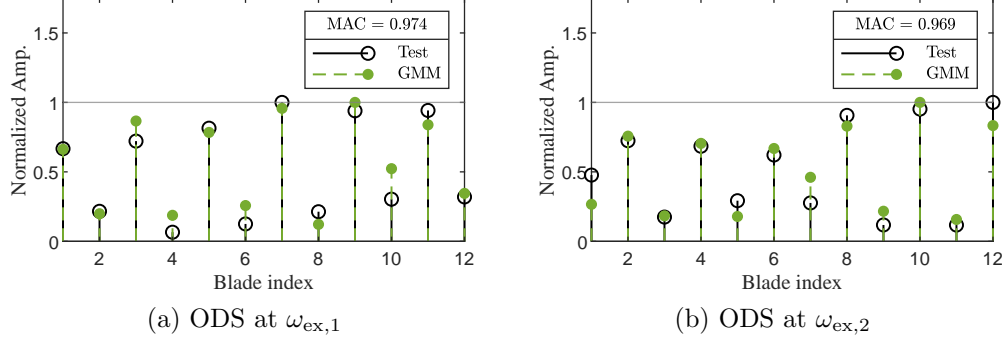 1.5
1
0.5
0
Normalized Amp.
MAC = 0.974
Test
GMM
2 4 6 8 10 12
Blade index
(a) ODS at ω_ex,1
1.5
1
0.5
0
Normalized Amp.
MAC = 0.969
Test
GMM
2 4 6 8 10 12
Blade index
(b) ODS at ω_ex,2